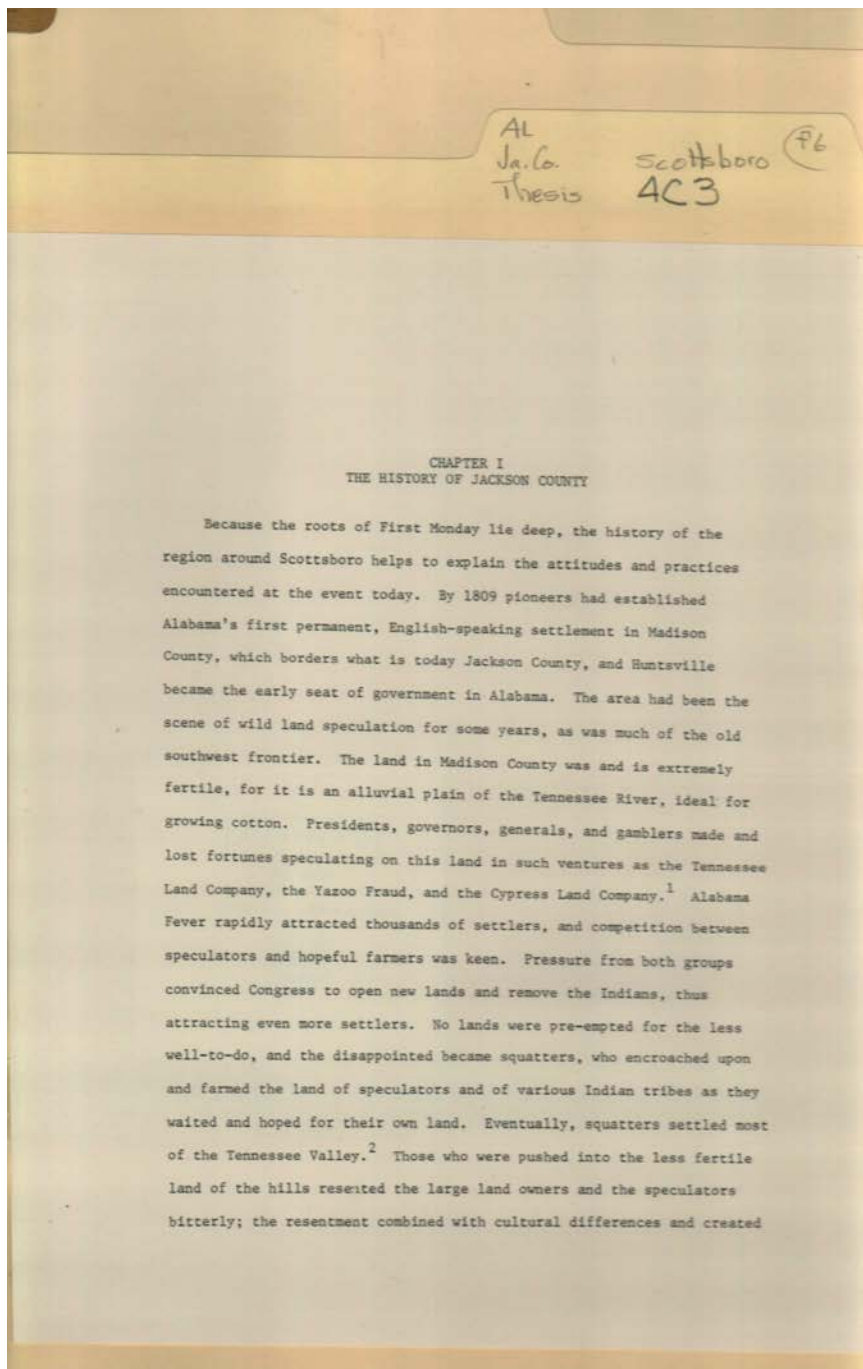 AL
Ja.Co. Scottsboro P6
Thesis 4C3
CHAPTER I
THE HISTORY OF JACKSON COUNTY
Because the roots of First Monday lie deep, the history of the
region around Scottsboro helps to explain the attitudes and practices
encountered at the event today. By 1809 pioneers had established
Alabama's first permanent, English-speaking settlement in Madison
County, which borders what is today Jackson County, and Huntsville
became the early seat of government in Alabama. The area had been the
scene of wild land speculation for some years, as was much of the old
southwest frontier. The land in Madison County was and is extremely
fertile, for it is an alluvial plain of the Tennessee River, ideal for
growing cotton. Presidents, governors, generals, and gamblers made and
lost fortunes speculating on this land in such ventures as the Tennessee
Land Company, the Yazoo Fraud, and the Cypress Land Company.1 Alabama
Fever rapidly attracted thousands of settlers, and competition between
speculators and hopeful farmers was keen. Pressure from both groups
convinced Congress to open new lands and remove the Indians, thus
attracting even more settlers. No lands were pre-empted for the less
well-to-do, and the disappointed became squatters, who encroached upon
and farmed the land of speculators and of various Indian tribes as they
waited and hoped for their own land. Eventually, squatters settled most
of the Tennessee Valley.2 Those who were pushed into the less fertile
land of the hills resented the large land owners and the speculators
bitterly; the resentment combined with cultural differences and created